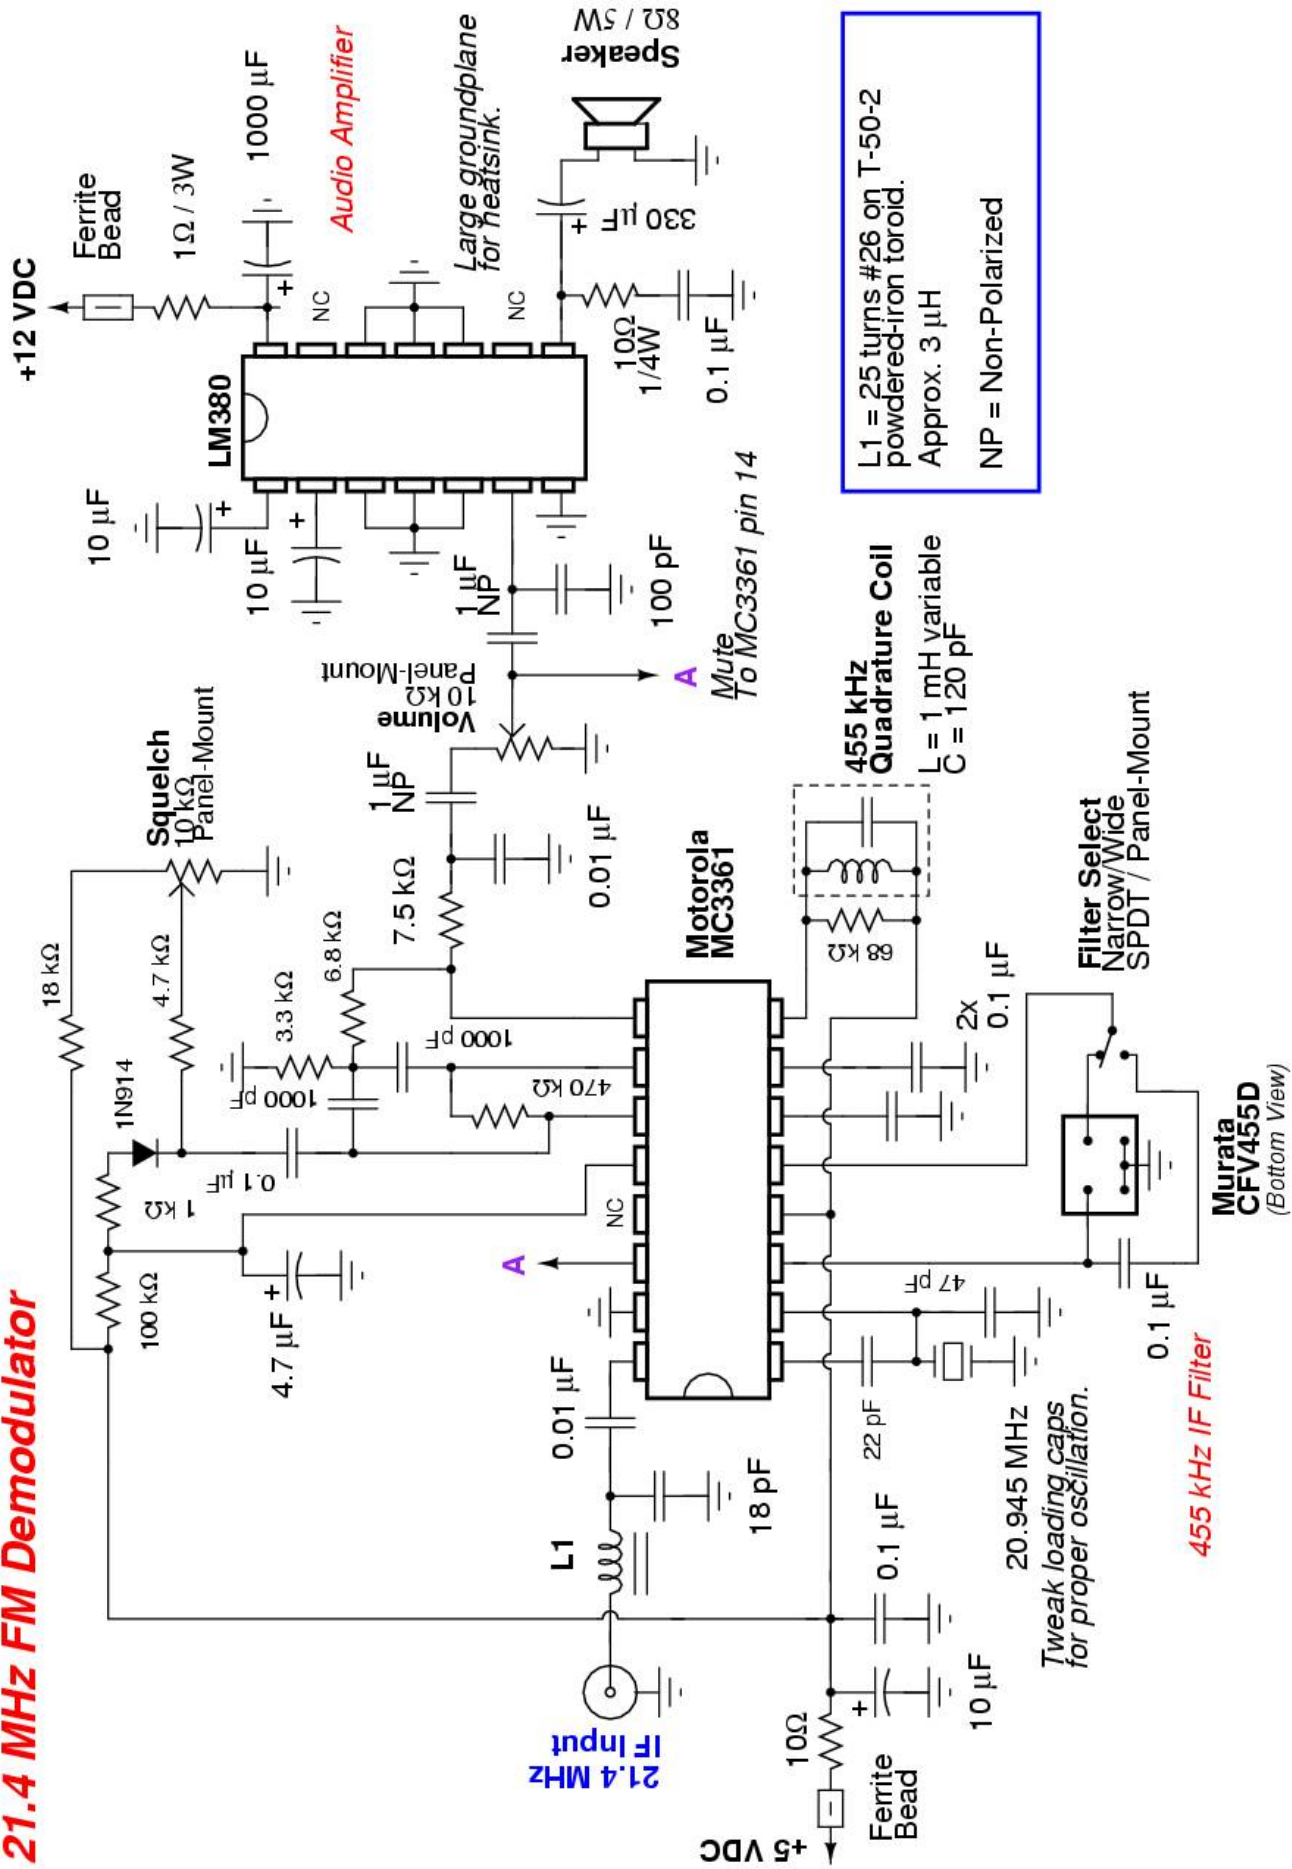 21.4 MHz FM Demodulator
18 kΩ
Squelch
10 kΩ
Panel-Mount
4.7 kΩ
1N914
1 kΩ
100 kΩ
0.1 µF
1000 pF
3.3 kΩ
6.8 kΩ
4.7 µF
+
1000 pF
470 kΩ
7.5 kΩ
0.01 µF
1 µF
NP
Volume
10 kΩ
Panel-Mount
A
Mute
To MC3361 pin 14
1 µF
NP
100 pF
10 µF
+
10 µF
+
LM380
+12 VDC
Ferrite
Bead
1Ω / 3W
1000 µF
+
NC
Audio Amplifier
Large groundplane
for heatsink.
NC
10Ω
1/4W
0.1 µF
+
330 µF
Speaker
8Ω / 5W
21.4 MHz
IF Input
L1
18 pF
0.01 µF
A
NC
Motorola
MC3361
+5 VDC
Ferrite
Bead
10Ω
+
10 µF
0.1 µF
22 pF
47 pF
20.945 MHz
Tweak loading caps
for proper oscillation.
455 kHz IF Filter
0.1 µF
Murata
CFV455D
(Bottom View)
Filter Select
Narrow/Wide
SPDT / Panel-Mount
2x
0.1 µF
68 kΩ
455 kHz
Quadrature Coil
L = 1 mH variable
C = 120 pF
L1 = 25 turns #26 on T-50-2
powdered-iron toroid.
Approx. 3 µH
NP = Non-Polarized